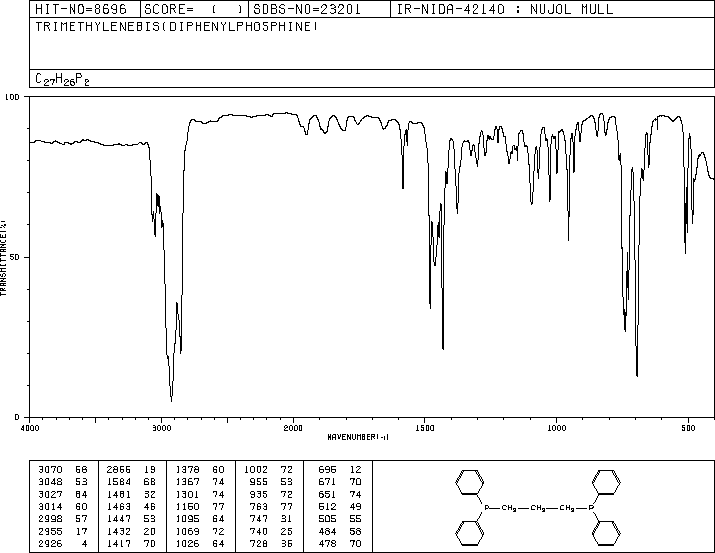 HIT-NO=8696 SCORE= ( ) SDBS-NO=23201 IR-NIDA-42140 : NUJOL MULL
TRIMETHYLENEBIS(DIPHENYLPHOSPHINE)
C27H26P2
100
50
0
TRANSMITTANCE(%)
4000 3000 2000 1500 1000 500
WAVENUMBER(-1)
3070 68 2866 19 1378 60 1002 72 696 12
3048 53 1584 68 1367 74 955 53 671 70
3027 64 1481 32 1301 74 935 72 651 74
3014 60 1463 46 1160 77 763 77 512 49
2998 57 1447 53 1095 64 747 31 505 55
2955 17 1432 20 1069 72 740 25 484 58
2926 4 1417 70 1026 64 728 36 478 70
P—CH2—CH2—CH2—P